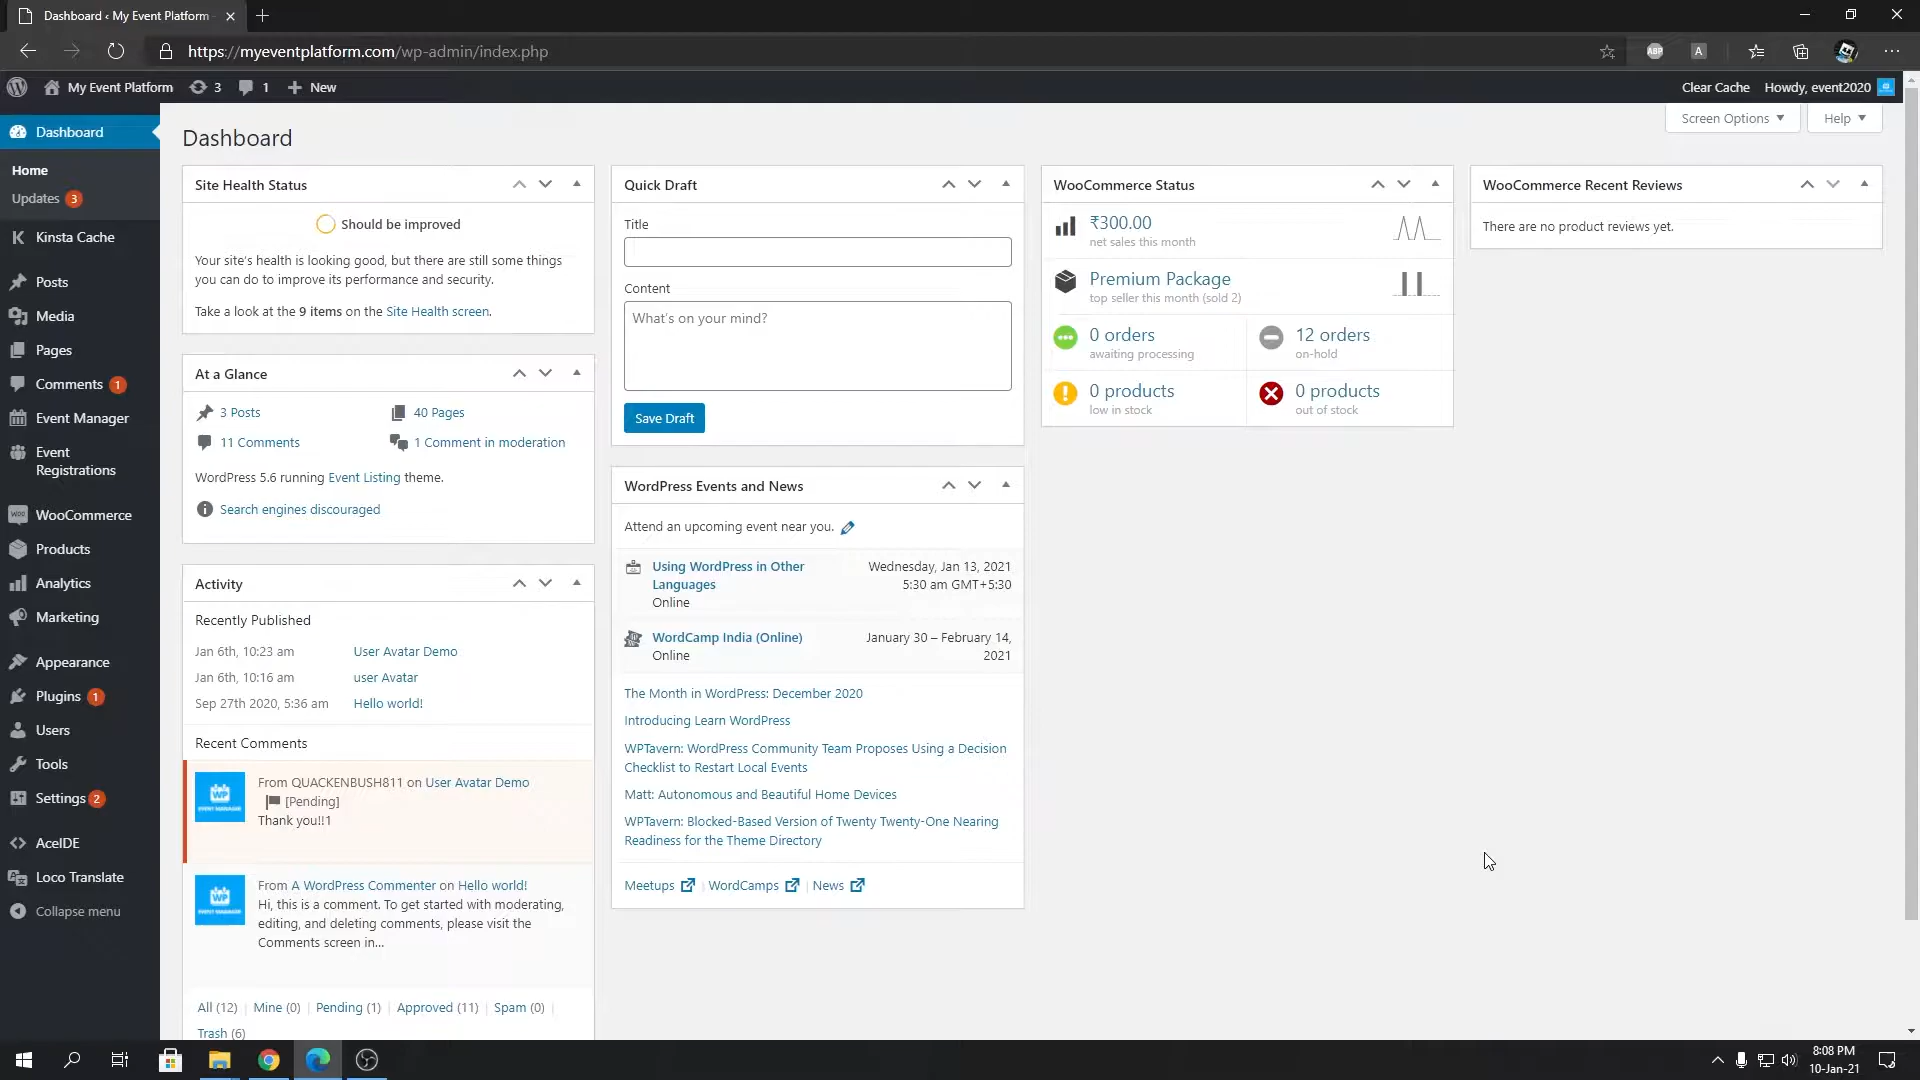 Dashboard ‹ My Event Platform
https://myeventplatform.com/wp-admin/index.php
ABP
A
My Event Platform
3
1
New
Clear Cache
Howdy, event2020
Dashboard
Home
Updates 3
Kinsta Cache
Posts
Media
Pages
Comments 1
Event Manager
Event
Registrations
WooCommerce
Products
Analytics
Marketing
Appearance
Plugins 1
Users
Tools
Settings 2
AceIDE
Loco Translate
Collapse menu
Screen Options
Help
Dashboard
Site Health Status
Should be improved
Your site's health is looking good, but there are still some things
you can do to improve its performance and security.
Take a look at the 9 items on the Site Health screen.
At a Glance
3 Posts
40 Pages
11 Comments
1 Comment in moderation
WordPress 5.6 running Event Listing theme.
Search engines discouraged
Activity
Recently Published
Jan 6th, 10:23 am User Avatar Demo
Jan 6th, 10:16 am user Avatar
Sep 27th 2020, 5:36 am Hello world!
Recent Comments
WP
EVENT MANAGER
From QUACKENBUSH811 on User Avatar Demo
[Pending]
Thank you!!1
WP
EVENT MANAGER
From A WordPress Commenter on Hello world!
Hi, this is a comment. To get started with moderating,
editing, and deleting comments, please visit the
Comments screen in...
All (12) | Mine (0) | Pending (1) | Approved (11) | Spam (0) |
Trash (6)
Quick Draft
Title
Content
What's on your mind?
Save Draft
WordPress Events and News
Attend an upcoming event near you.
Using WordPress in Other
Languages
Online
Wednesday, Jan 13, 2021
5:30 am GMT+5:30
WordCamp India (Online)
Online
January 30 – February 14,
2021
The Month in WordPress: December 2020
Introducing Learn WordPress
WPTavern: WordPress Community Team Proposes Using a Decision
Checklist to Restart Local Events
Matt: Autonomous and Beautiful Home Devices
WPTavern: Blocked-Based Version of Twenty Twenty-One Nearing
Readiness for the Theme Directory
Meetups | WordCamps | News
WooCommerce Status
₹300.00
net sales this month
Premium Package
top seller this month (sold 2)
0 orders
awaiting processing
12 orders
on-hold
0 products
low in stock
0 products
out of stock
WooCommerce Recent Reviews
There are no product reviews yet.
8:08 PM
10-Jan-21